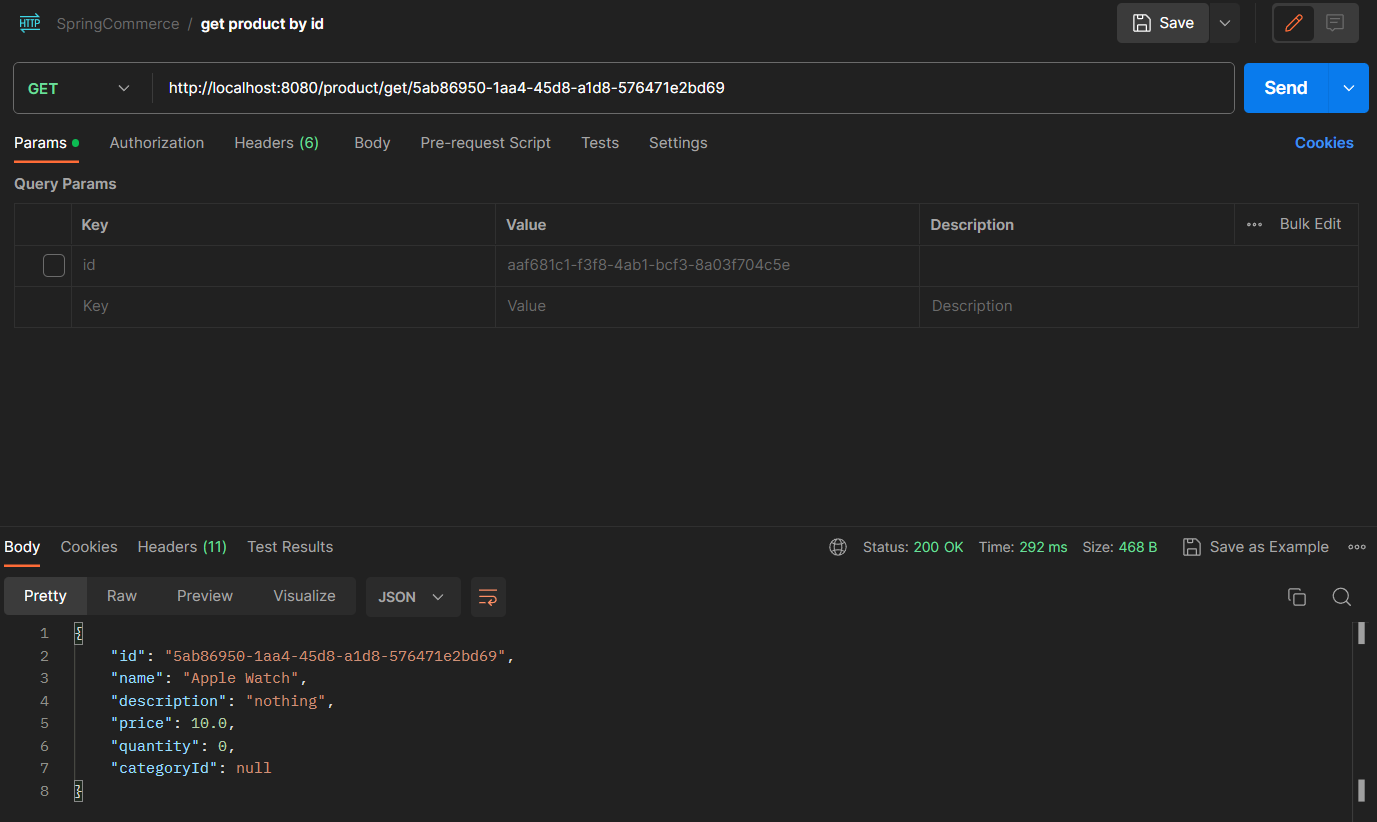 HTTP SpringCommerce / get product by id Save
GET http://localhost:8080/product/get/5ab86950-1aa4-45d8-a1d8-576471e2bd69 Send
Params Authorization Headers (6) Body Pre-request Script Tests Settings Cookies
Query Params
Key Value Description Bulk Edit
id aaf681c1-f3f8-4ab1-bcf3-8a03f704c5e
Key Value Description
Body Cookies Headers (11) Test Results Status: 200 OK Time: 292 ms Size: 468 B Save as Example
Pretty Raw Preview Visualize JSON
1 {
2 "id": "5ab86950-1aa4-45d8-a1d8-576471e2bd69",
3 "name": "Apple Watch",
4 "description": "nothing",
5 "price": 10.0,
6 "quantity": 0,
7 "categoryId": null
8 }